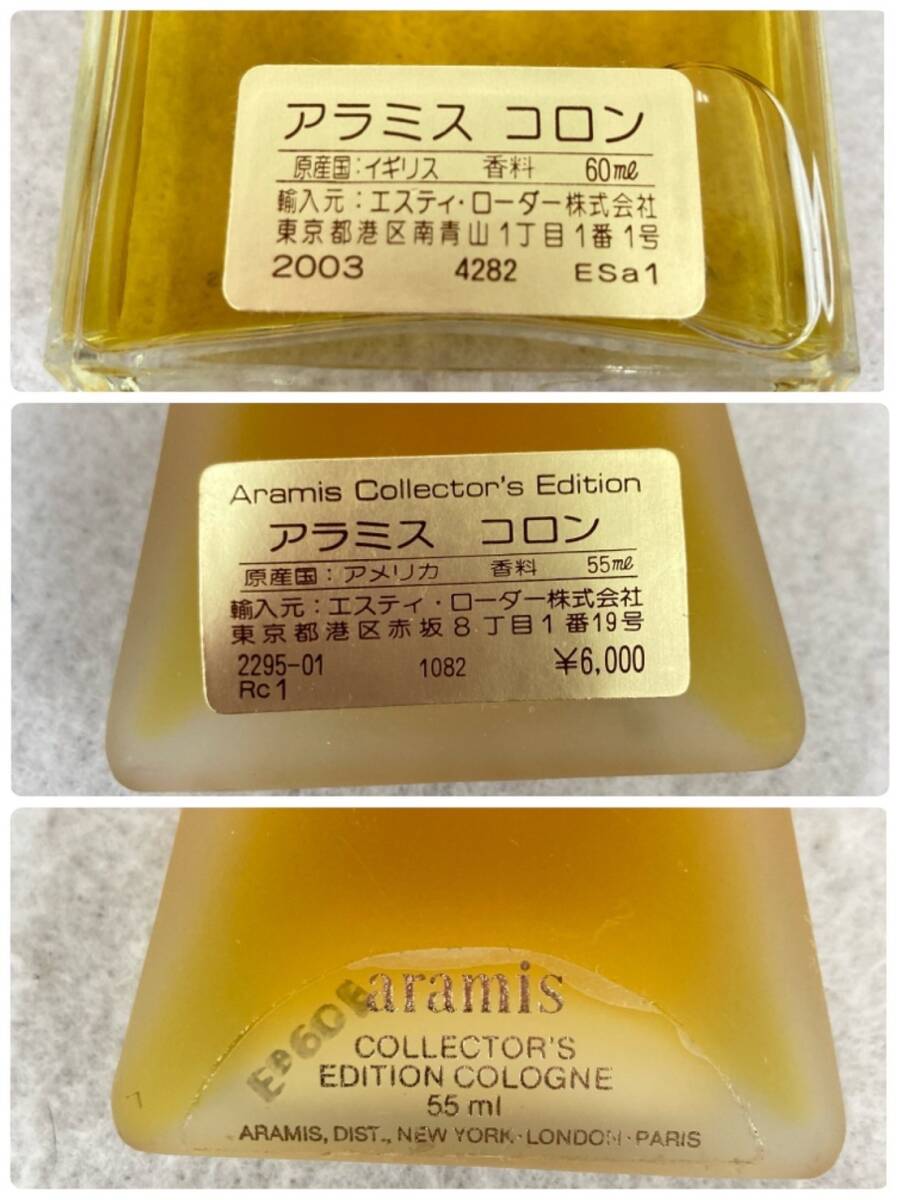 アラミス コロン
原産国：イギリス 香料 60㎖
輸入元：エスティ・ローダー株式会社
東京都港区南青山1丁目1番1号
2003 4282 ESa1
Aramis Collector's Edition
アラミス コロン
原産国：アメリカ 香料 55㎖
輸入元：エスティ・ローダー株式会社
東京都港区赤坂8丁目1番19号
2295-01 1082 ¥6,000
Rc1
aramis
COLLECTOR'S
EDITION COLOGNE
55 ml
ARAMIS, DIST., NEW YORK·LONDON·PARIS